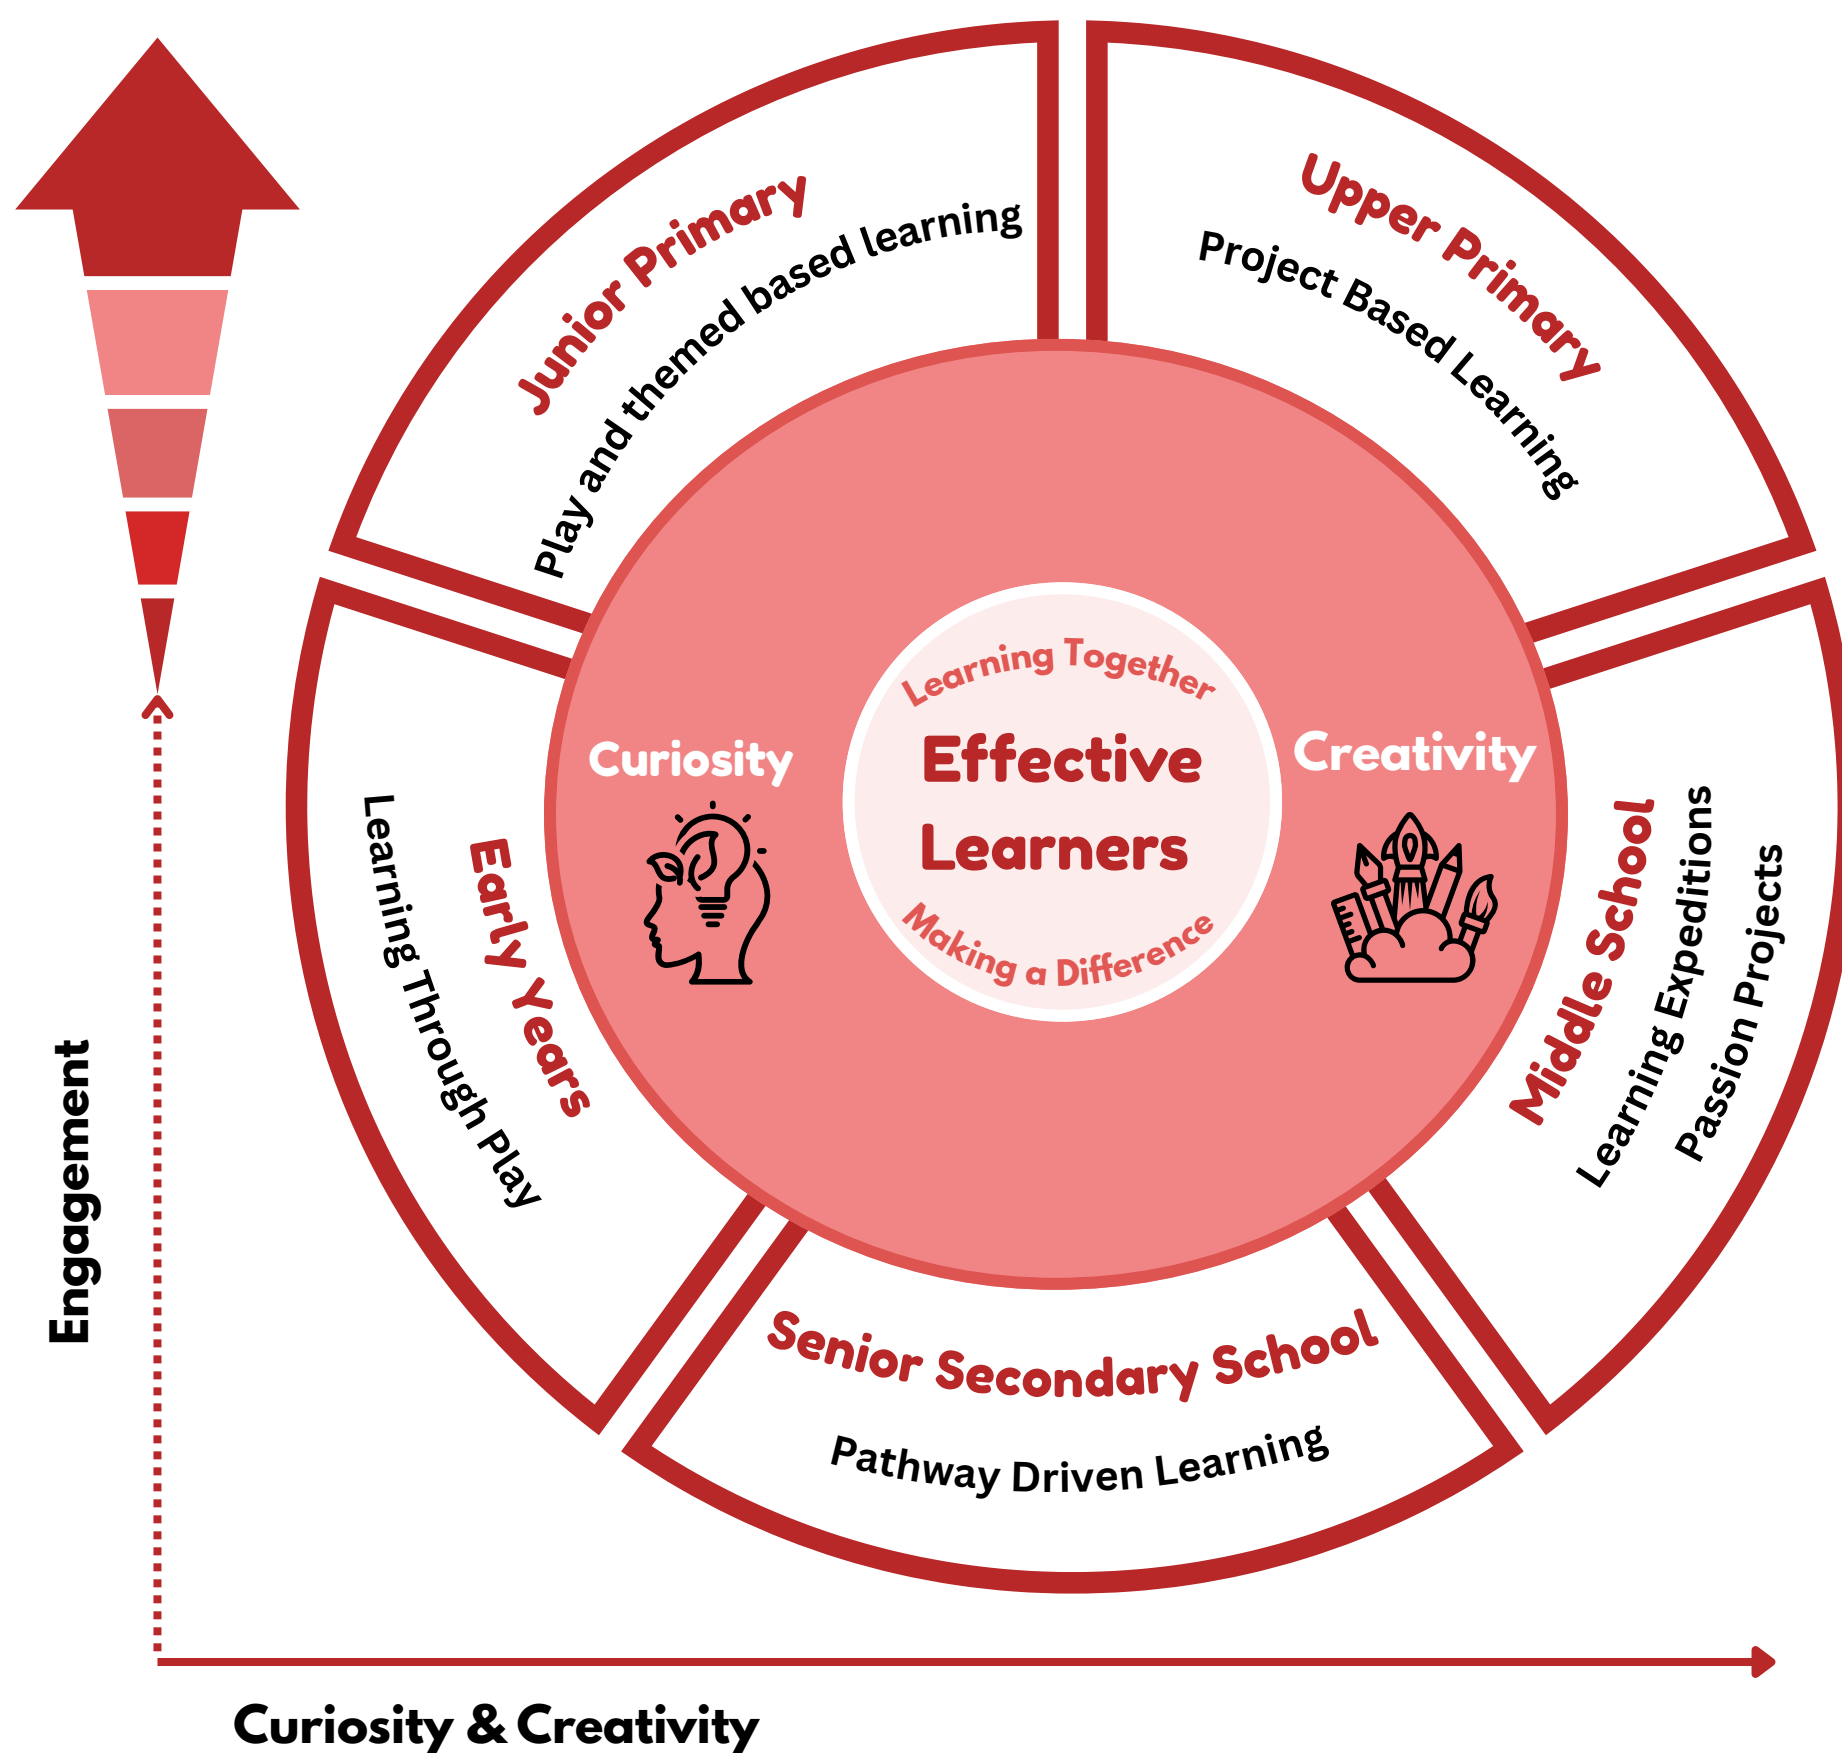 Junior Primary
Play and themed based learning
Upper Primary
Project Based Learning
Learning Together
Effective
Learners
Making a Difference
Curiosity
Creativity
Early Years
Learning Through Play
Middle School
Learning Expeditions
Passion Projects
Senior Secondary School
Pathway Driven Learning
Engagement
Curiosity & Creativity